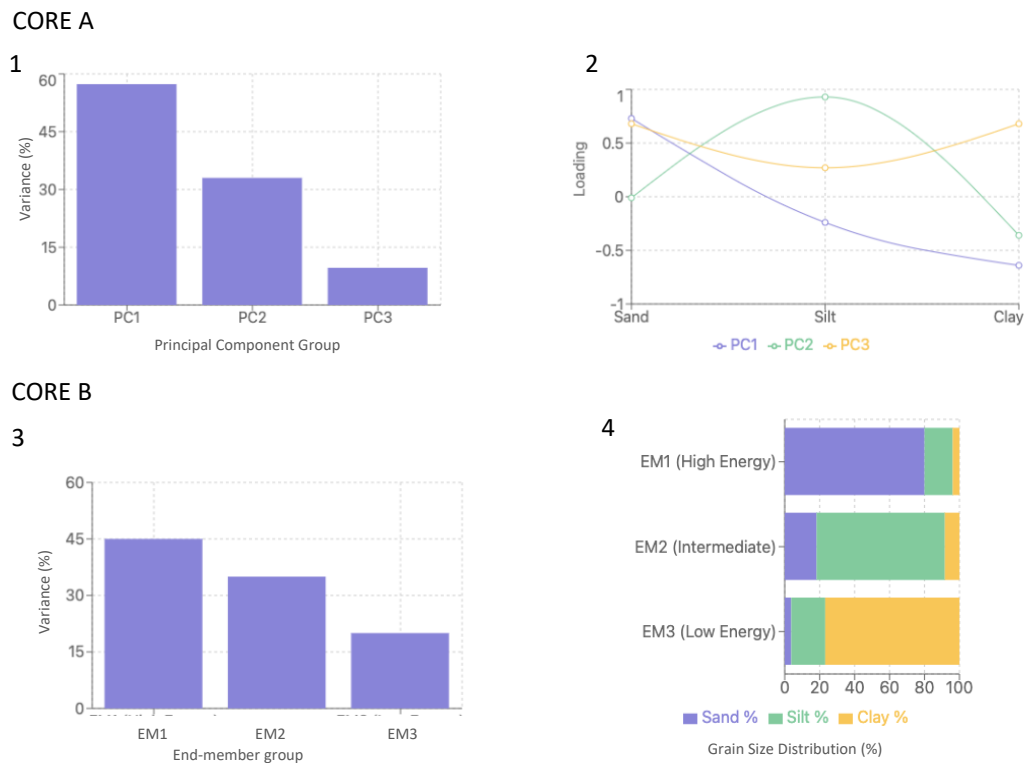 CORE A
1
60
45
30
15
0
Variance (%)
PC1 PC2 PC3
Principal Component Group
2
1
0.5
0
-0.5
-1
Loading
Sand Silt Clay
PC1 PC2 PC3
CORE B
3
60
45
30
15
0
Variance (%)
EM1 EM2 EM3
End-member group
4
EM1 (High Energy)
EM2 (Intermediate)
EM3 (Low Energy)
0 20 40 60 80 100
Sand % Silt % Clay %
Grain Size Distribution (%)